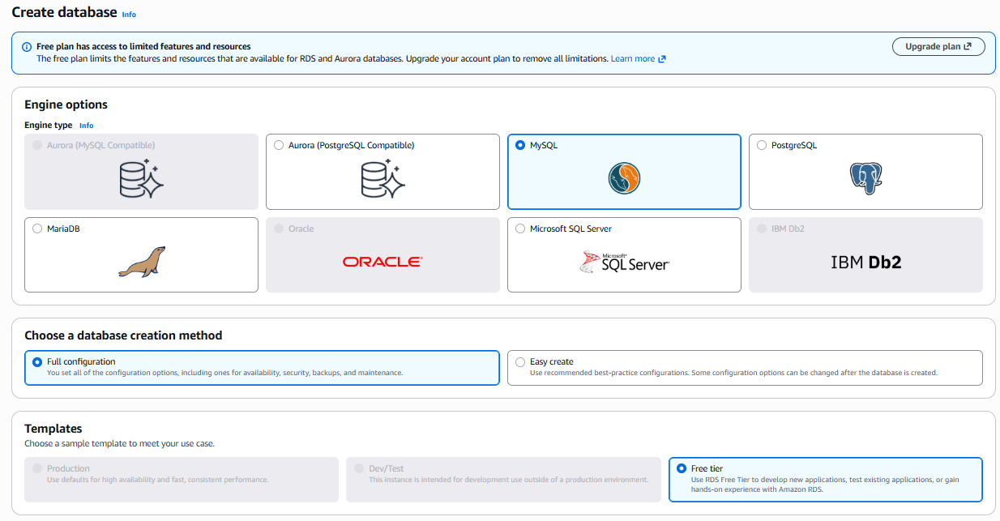 Create database Info
Free plan has access to limited features and resources
The free plan limits the features and resources that are available for RDS and Aurora databases. Upgrade your account plan to remove all limitations. Learn more
Upgrade plan
Engine options
Engine type Info
Aurora (MySQL Compatible)
Aurora (PostgreSQL Compatible)
MySQL
PostgreSQL
MariaDB
Oracle
ORACLE®
Microsoft SQL Server
Microsoft®
SQL Server
IBM Db2
IBM Db2
Choose a database creation method
Full configuration
You set all of the configuration options, including ones for availability, security, backups, and maintenance.
Easy create
Use recommended best-practice configurations. Some configuration options can be changed after the database is created.
Templates
Choose a sample template to meet your use case.
Production
Use defaults for high availability and fast, consistent performance.
Dev/Test
This instance is intended for development use outside of a production environment.
Free tier
Use RDS Free Tier to develop new applications, test existing applications, or gain
hands-on experience with Amazon RDS.